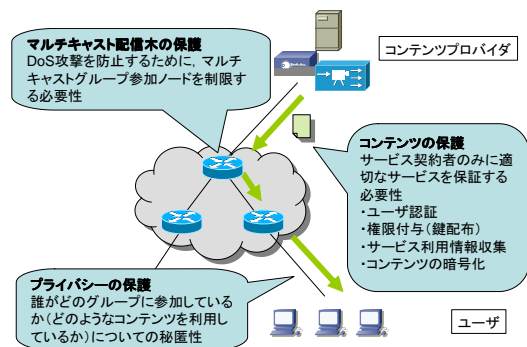 マルチキャスト配信木の保護
DoS攻撃を防止するために，マルチ
キャストグループ参加ノードを制限す
る必要性
コンテンツプロバイダ
コンテンツの保護
サービス契約者のみに適
切なサービスを保証する
必要性
・ユーザ認証
・権限付与（鍵配布）
・サービス利用情報収集
・コンテンツの暗号化
プライバシーの保護
誰がどのグループに参加している
か（どのようなコンテンツを利用し
ているか）についての秘匿性
ユーザ